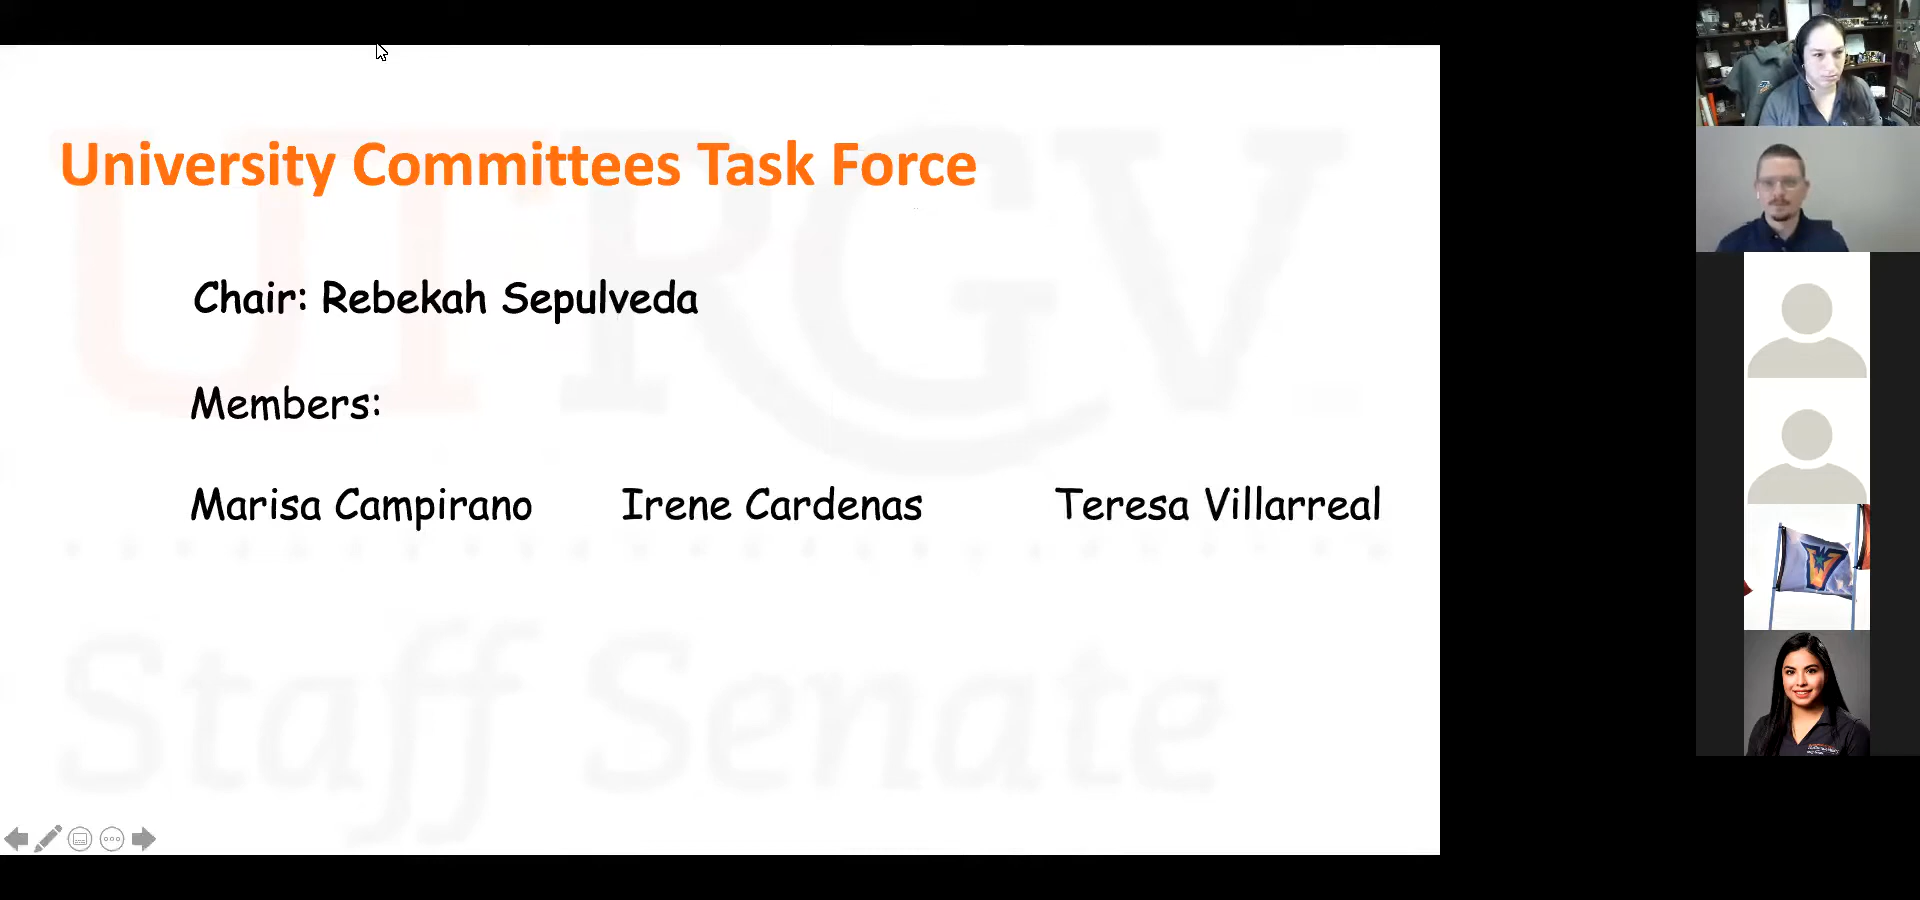 University Committees Task Force
Chair: Rebekah Sepulveda
Members:
Marisa Campirano Irene Cardenas Teresa Villarreal
UTRGV
Staff Senate